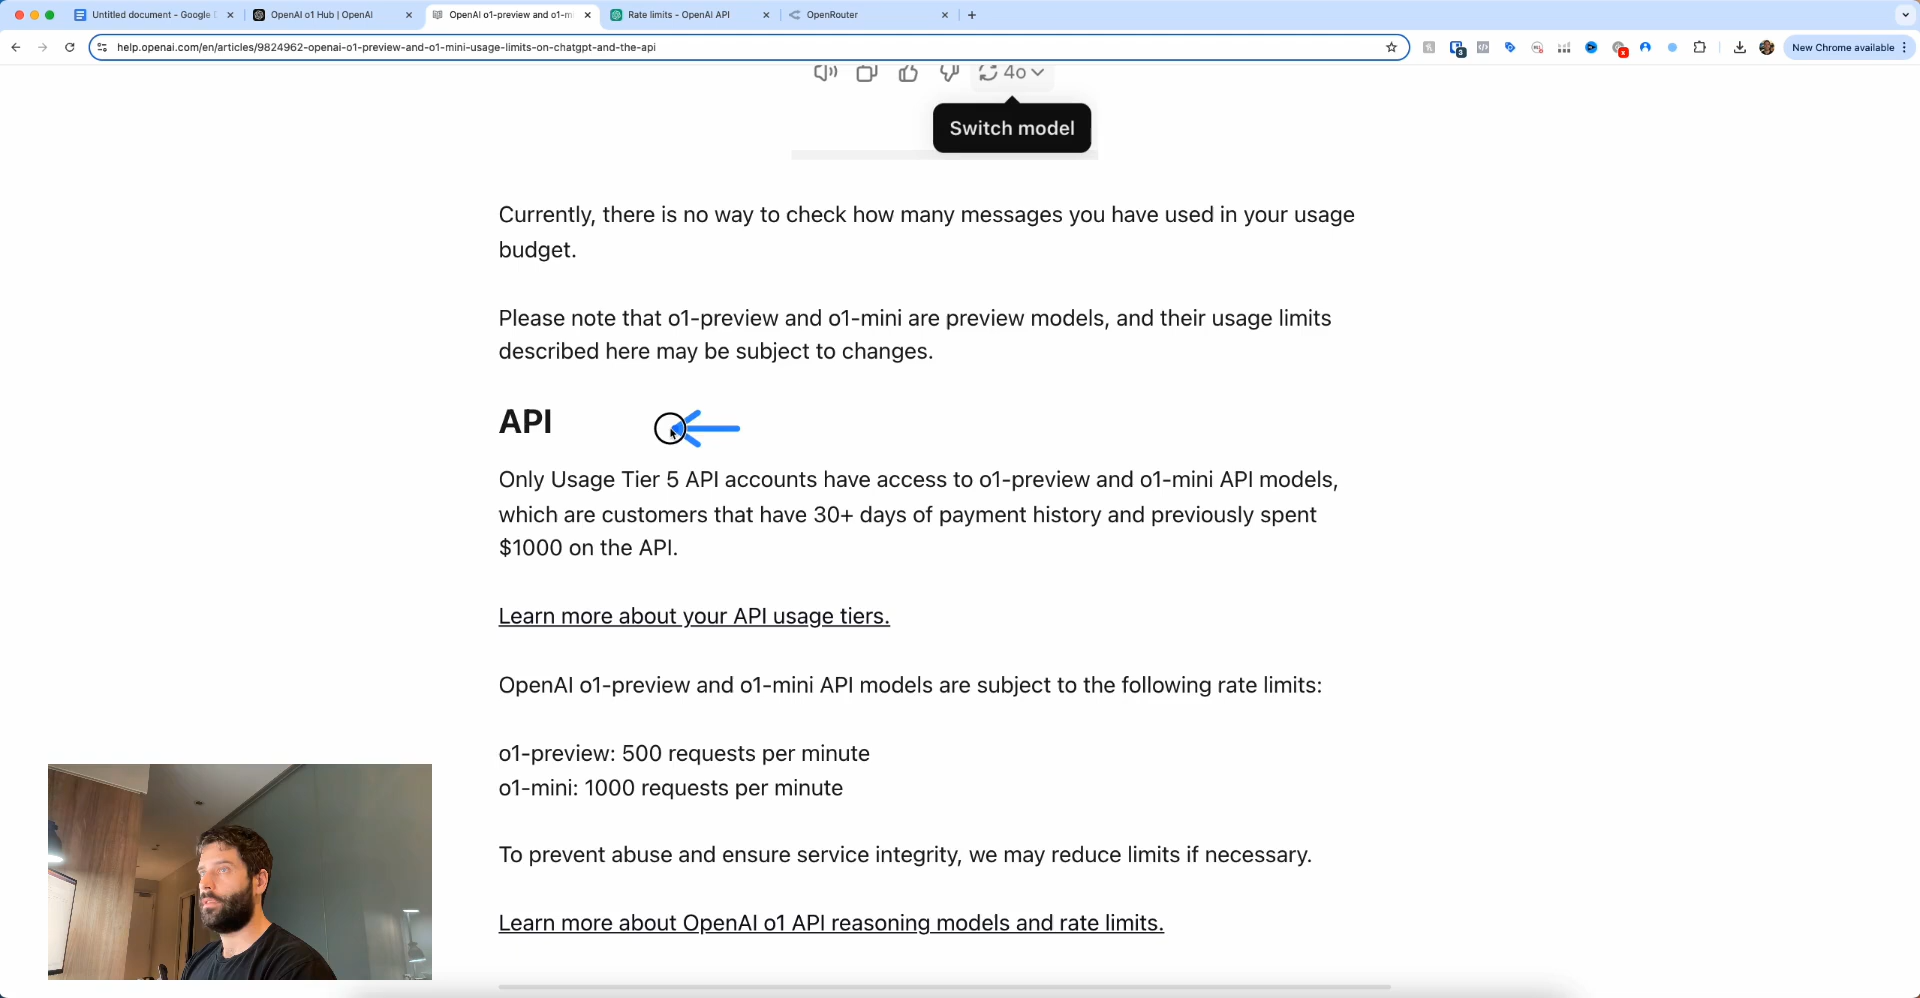 Untitled document - Google
OpenAI o1 Hub | OpenAI
OpenAI o1-preview and o1-m
Rate limits - OpenAI API
OpenRouter
help.openai.com/en/articles/9824962-openai-o1-preview-and-o1-mini-usage-limits-on-chatgpt-and-the-api
3
x
New Chrome available
4o
Switch model
Currently, there is no way to check how many messages you have used in your usage
budget.
Please note that o1-preview and o1-mini are preview models, and their usage limits
described here may be subject to changes.
API
Only Usage Tier 5 API accounts have access to o1-preview and o1-mini API models,
which are customers that have 30+ days of payment history and previously spent
$1000 on the API.
Learn more about your API usage tiers.
OpenAI o1-preview and o1-mini API models are subject to the following rate limits:
o1-preview: 500 requests per minute
o1-mini: 1000 requests per minute
To prevent abuse and ensure service integrity, we may reduce limits if necessary.
Learn more about OpenAI o1 API reasoning models and rate limits.